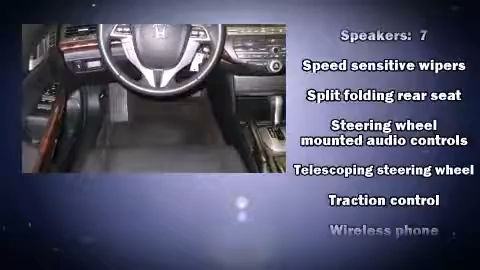 Speakers: 7
Speed sensitive wipers
Split folding rear seat
Steering wheel
mounted audio controls
Telescoping steering wheel
Traction control
Wireless phone